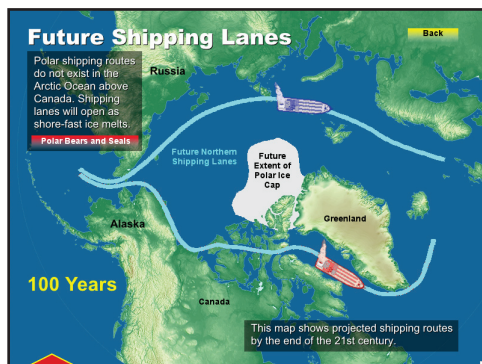 Future Shipping Lanes
Back
Polar shipping routes
do not exist in the
Arctic Ocean above
Canada. Shipping
lanes will open as
shore-fast ice melts.
Polar Bears and Seals
Russia
Future Northern
Shipping Lanes
Future
Extent of
Polar Ice
Cap
Greenland
Alaska
100 Years
Canada
This map shows projected shipping routes
by the end of the 21st century.